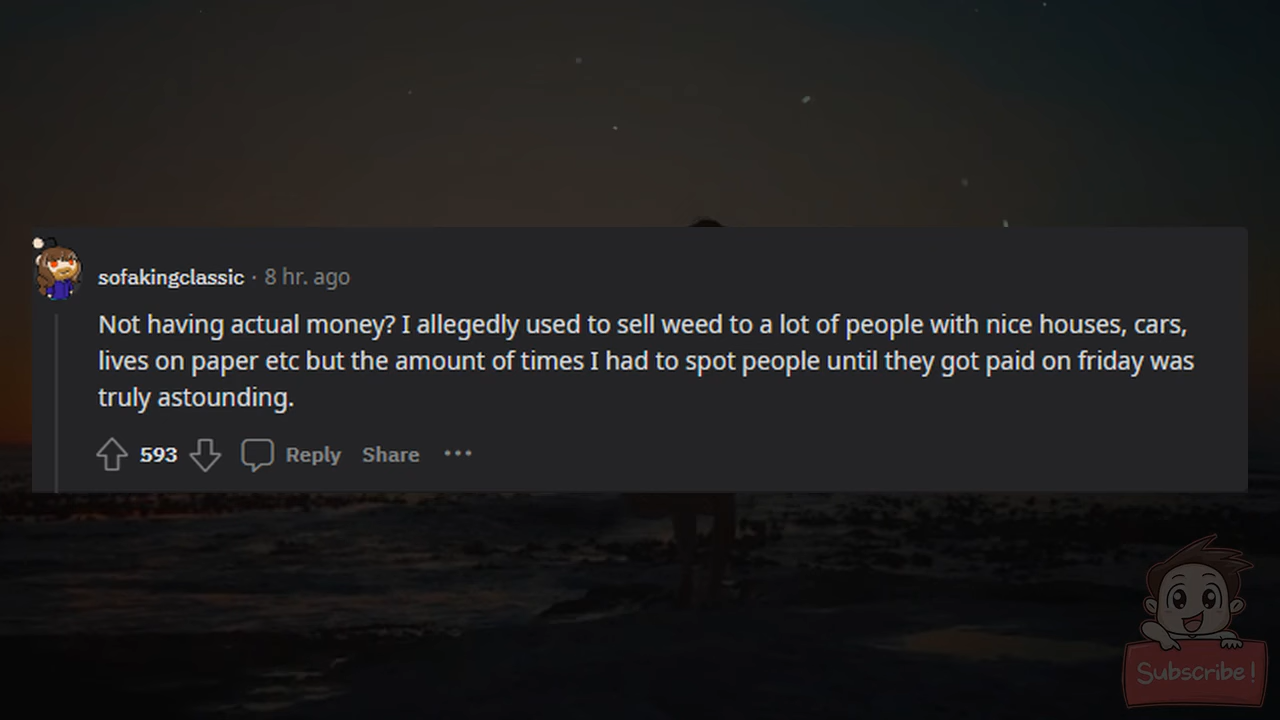 sofakingclassic · 8 hr. ago
Not having actual money? I allegedly used to sell weed to a lot of people with nice houses, cars,
lives on paper etc but the amount of times I had to spot people until they got paid on friday was
truly astounding.
593 Reply Share •••
Subscribe!